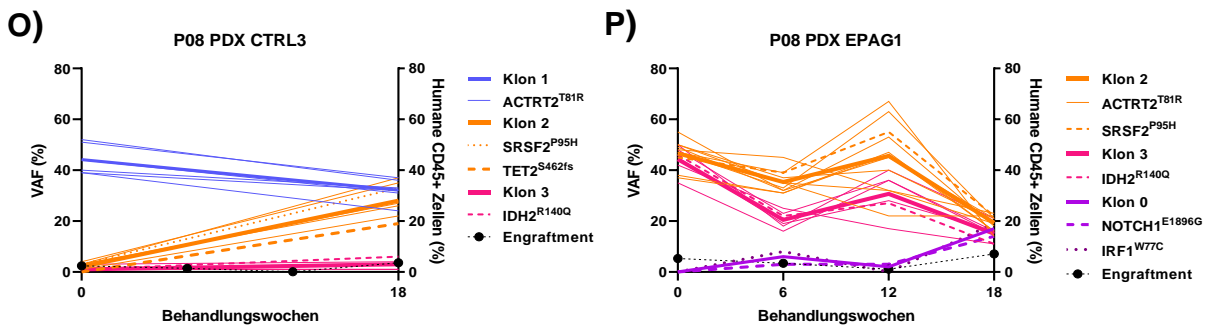 O)
P08 PDX CTRL3
VAF (%)
80
60
40
20
0
80
60
40
20
0
Humane CD45+ Zellen (%)
0
18
Behandlungswochen
Klon 1
ACTRT2T81R
Klon 2
SRSF2P95H
TET2S462fs
Klon 3
IDH2R140Q
Engraftment
P)
P08 PDX EPAG1
VAF (%)
80
60
40
20
0
80
60
40
20
0
Humane CD45+ Zellen (%)
0
6
12
18
Behandlungswochen
Klon 2
ACTRT2T81R
SRSF2P95H
Klon 3
IDH2R140Q
Klon 0
NOTCH1E1896G
IRF1W77C
Engraftment